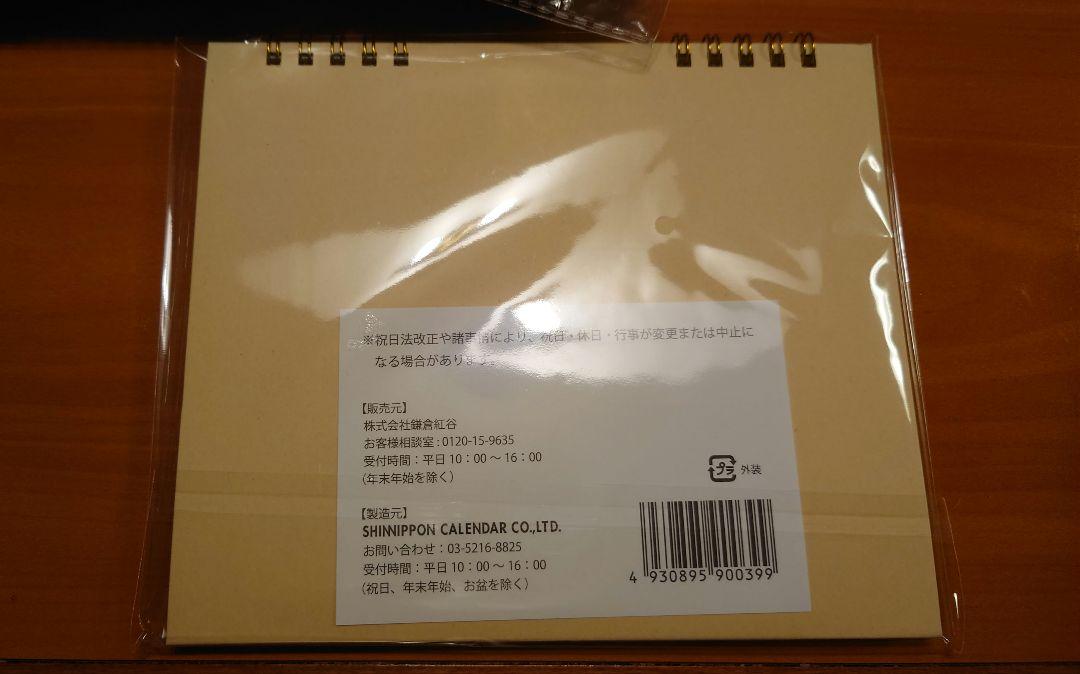 ※祝日法改正や諸事情により、祝日・休日・行事が変更または中止に
なる場合があります。
【販売元】
株式会社鎌倉紅谷
お客様相談室 : 0120-15-9635
受付時間：平日 10：00 ～ 16：00
（年末年始を除く）
プラ 外装
【製造元】
SHINNIPPON CALENDAR CO.,LTD.
お問い合わせ：03-5216-8825
受付時間：平日 10：00 ～ 16：00
（祝日、年末年始、お盆を除く）
4 930895 900399